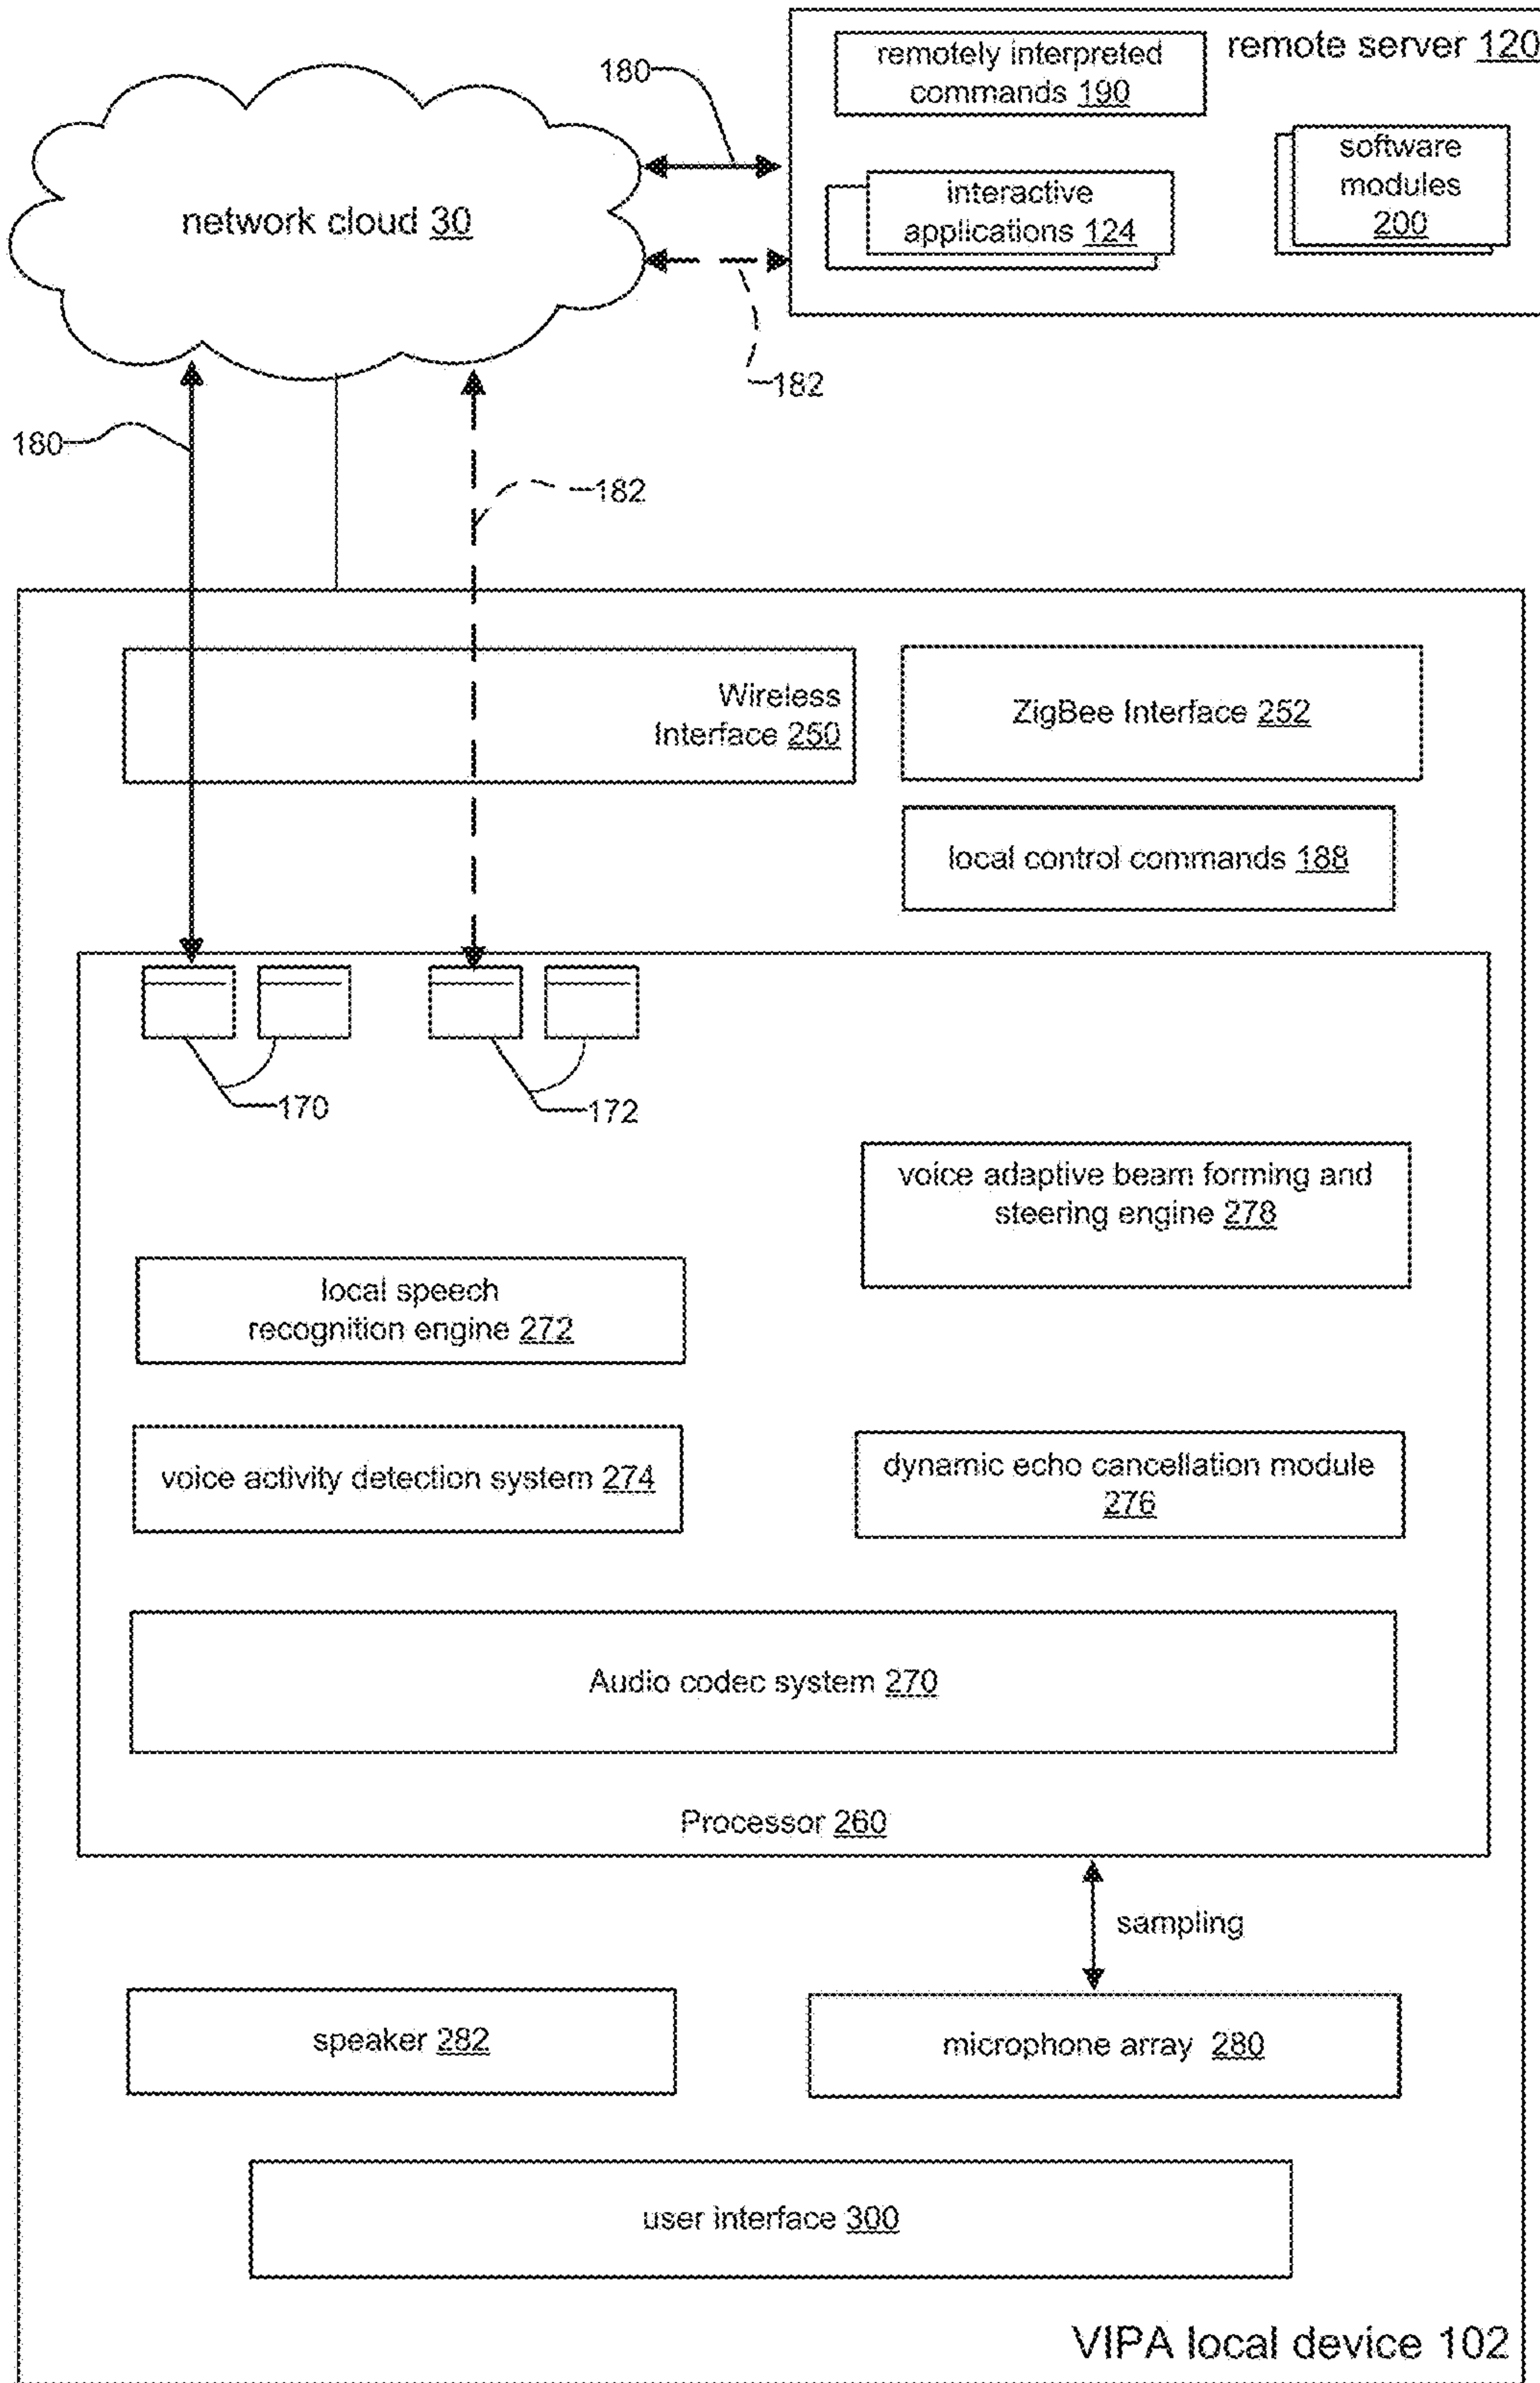 remote server 120
remotely interpreted
commands 190
180
software
modules
200
interactive
applications 124
network cloud 30
182
180
182
Wireless
Interface 250
ZigBee Interface 252
local control commands 188
170
172
voice adaptive beam forming and
steering engine 278
local speech
recognition engine 272
voice activity detection system 274
dynamic echo cancellation module
276
Audio codec system 270
Processor 260
sampling
speaker 282
microphone array 280
user interface 300
VIPA local device 102